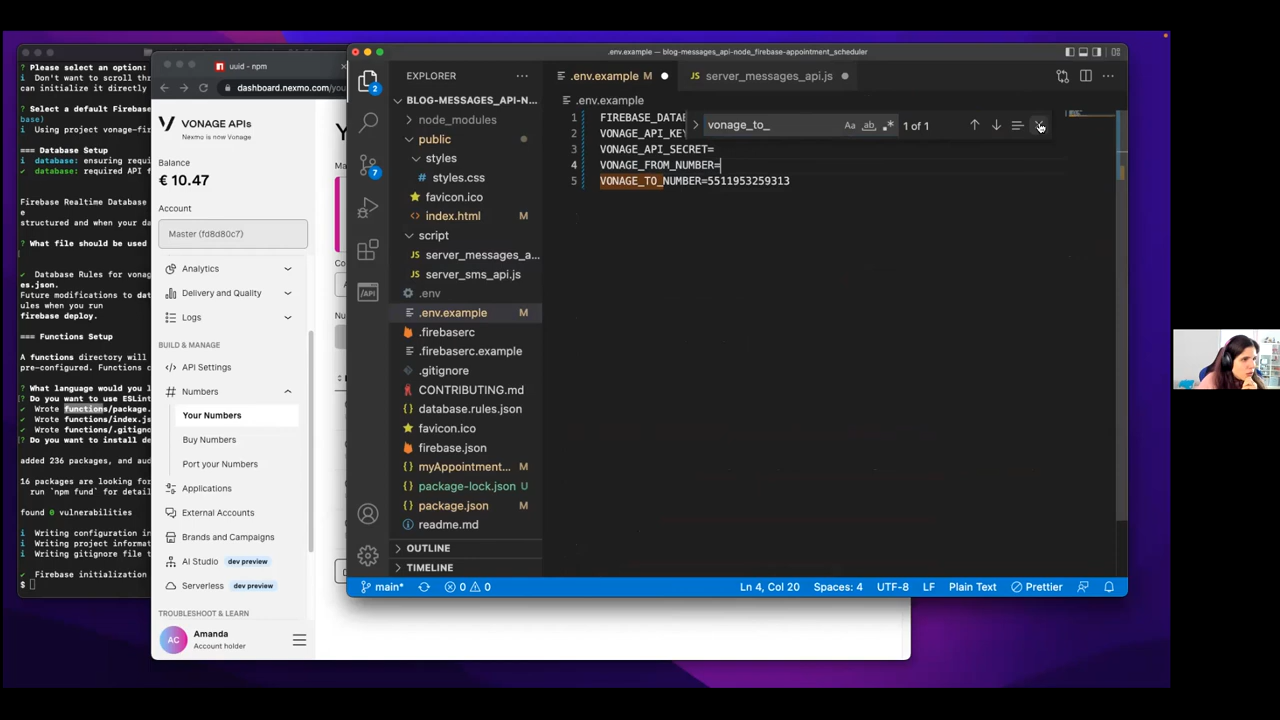 ? Please select an option:
i Don't want to scroll thr
can initialize it directly
? Select a default Firebase
base)
i Using project vonage-fir
=== Database Setup
i database: ensuring requi
✔ database: required API f
Firebase Realtime Database
e
structured and when your da
? What file should be used
✔ Database Rules for vonag
es.json.
Future modifications to dat
ules when you run
firebase deploy.
=== Functions Setup
A functions directory will
pre-configured. Functions c
? What language would you l
? Do you want to use ESLint
✔ Wrote functions/package.
✔ Wrote functions/index.js
✔ Wrote functions/.gitigno
? Do you want to install de
added 236 packages, and aud
16 packages are looking for
run `npm fund` for detail
found 0 vulnerabilities
i Writing configuration in
i Writing project informat
i Writing gitignore file t
✔ Firebase initialization
$
uuid - npm
dashboard.nexmo.com/you
VONAGE APIs
Nexmo is now Vonage
Balance
€ 10.47
Account
Master (fd8d80c7)
Analytics
Delivery and Quality
Logs
BUILD & MANAGE
API Settings
Numbers
Your Numbers
Buy Numbers
Port your Numbers
Applications
External Accounts
Brands and Campaigns
AI Studio dev preview
Serverless dev preview
TROUBLESHOOT & LEARN
AC
Amanda
Account holder
.env.example — blog-messages_api-node_firebase-appointment_scheduler
2
7
/API
EXPLORER
BLOG-MESSAGES_API-N...
node_modules
public
styles
styles.css
favicon.ico
index.html M
script
server_messages_a...
server_sms_api.js
.env
.env.example M
.firebaserc
.firebaserc.example
.gitignore
CONTRIBUTING.md
database.rules.json
favicon.ico
firebase.json
myAppointment... M
package-lock.json U
package.json M
readme.md
OUTLINE
TIMELINE
.env.example M
server_messages_api.js
.env.example
vonage_to_
Aa ab
1 of 1
1 FIREBASE_DATAB
2 VONAGE_API_KEY
3 VONAGE_API_SECRET=
4 VONAGE_FROM_NUMBER=
5 VONAGE_TO_NUMBER=5511953259313
main*
0 0
Ln 4, Col 20
Spaces: 4
UTF-8
LF
Plain Text
Prettier